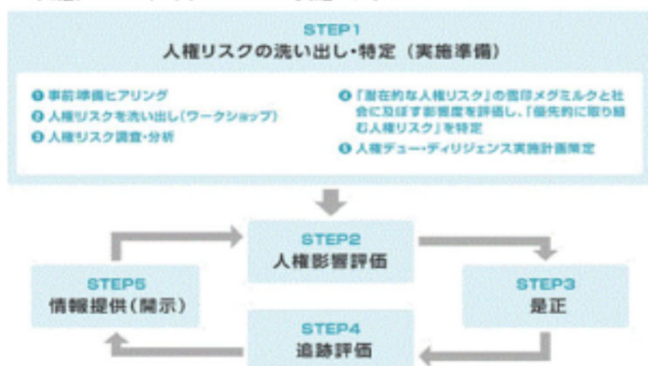 STEP1
人権リスクの洗い出し・特定（実施準備）
❶ 事前準備ヒアリング
❷ 人権リスクを洗い出し（ワークショップ）
❸ 人権リスク調査・分析
❹ 「潜在的な人権リスク」の雪印メグミルクと社
会に及ぼす影響度を評価し、「優先的に取り組
む人権リスク」を特定
❺ 人権デュー・ディリジェンス実施計画策定
STEP2
人権影響評価
STEP3
是正
STEP4
追跡評価
STEP5
情報提供（開示）